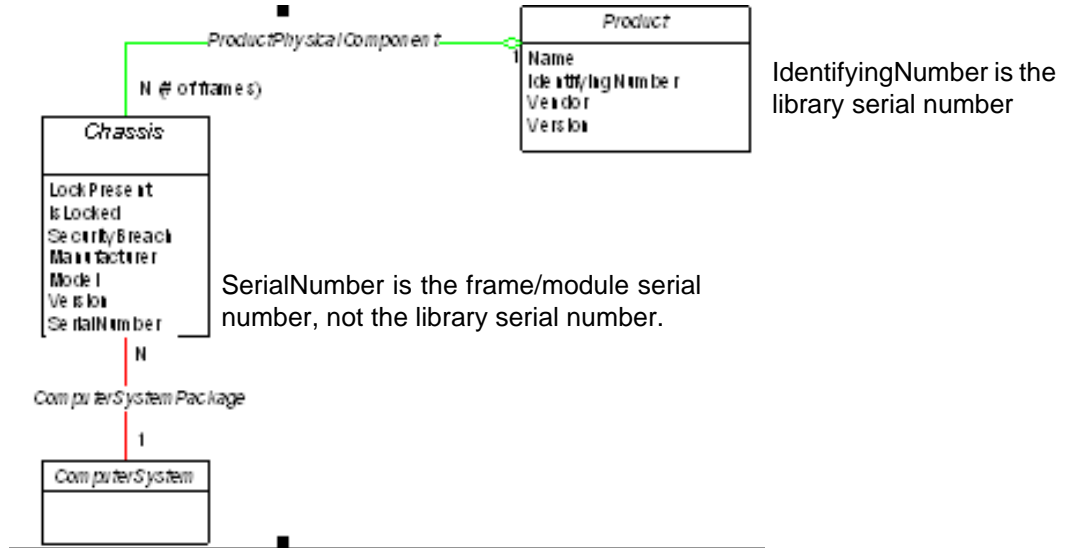 Product
ProductPhysicalComponent
1
Name
IdentifyingNumber
Vendor
Version
IdentifyingNumber is the
library serial number
N (# of frames)
Chassis
LockPresent
IsLocked
SecurityBreach
Manufacturer
Model
Version
SerialNumber
SerialNumber is the frame/module serial
number, not the library serial number.
N
ComputerSystemPackage
1
ComputerSystem